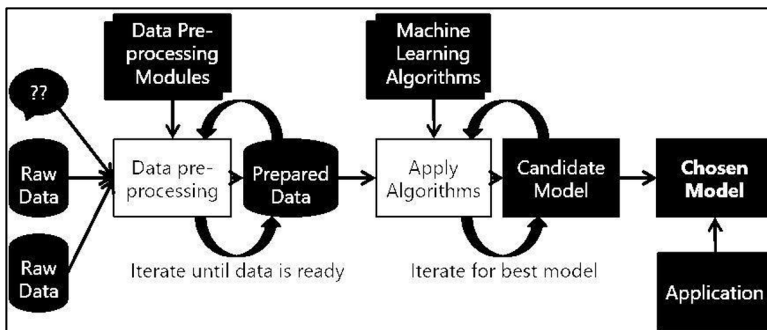 Data Pre-
processing
Modules
Machine
Learning
Algorithms
??
Raw
Data
Data pre-
processing
Prepared
Data
Apply
Algorithms
Candidate
Model
Chosen
Model
Raw
Data
Iterate until data is ready
Iterate for best model
Application